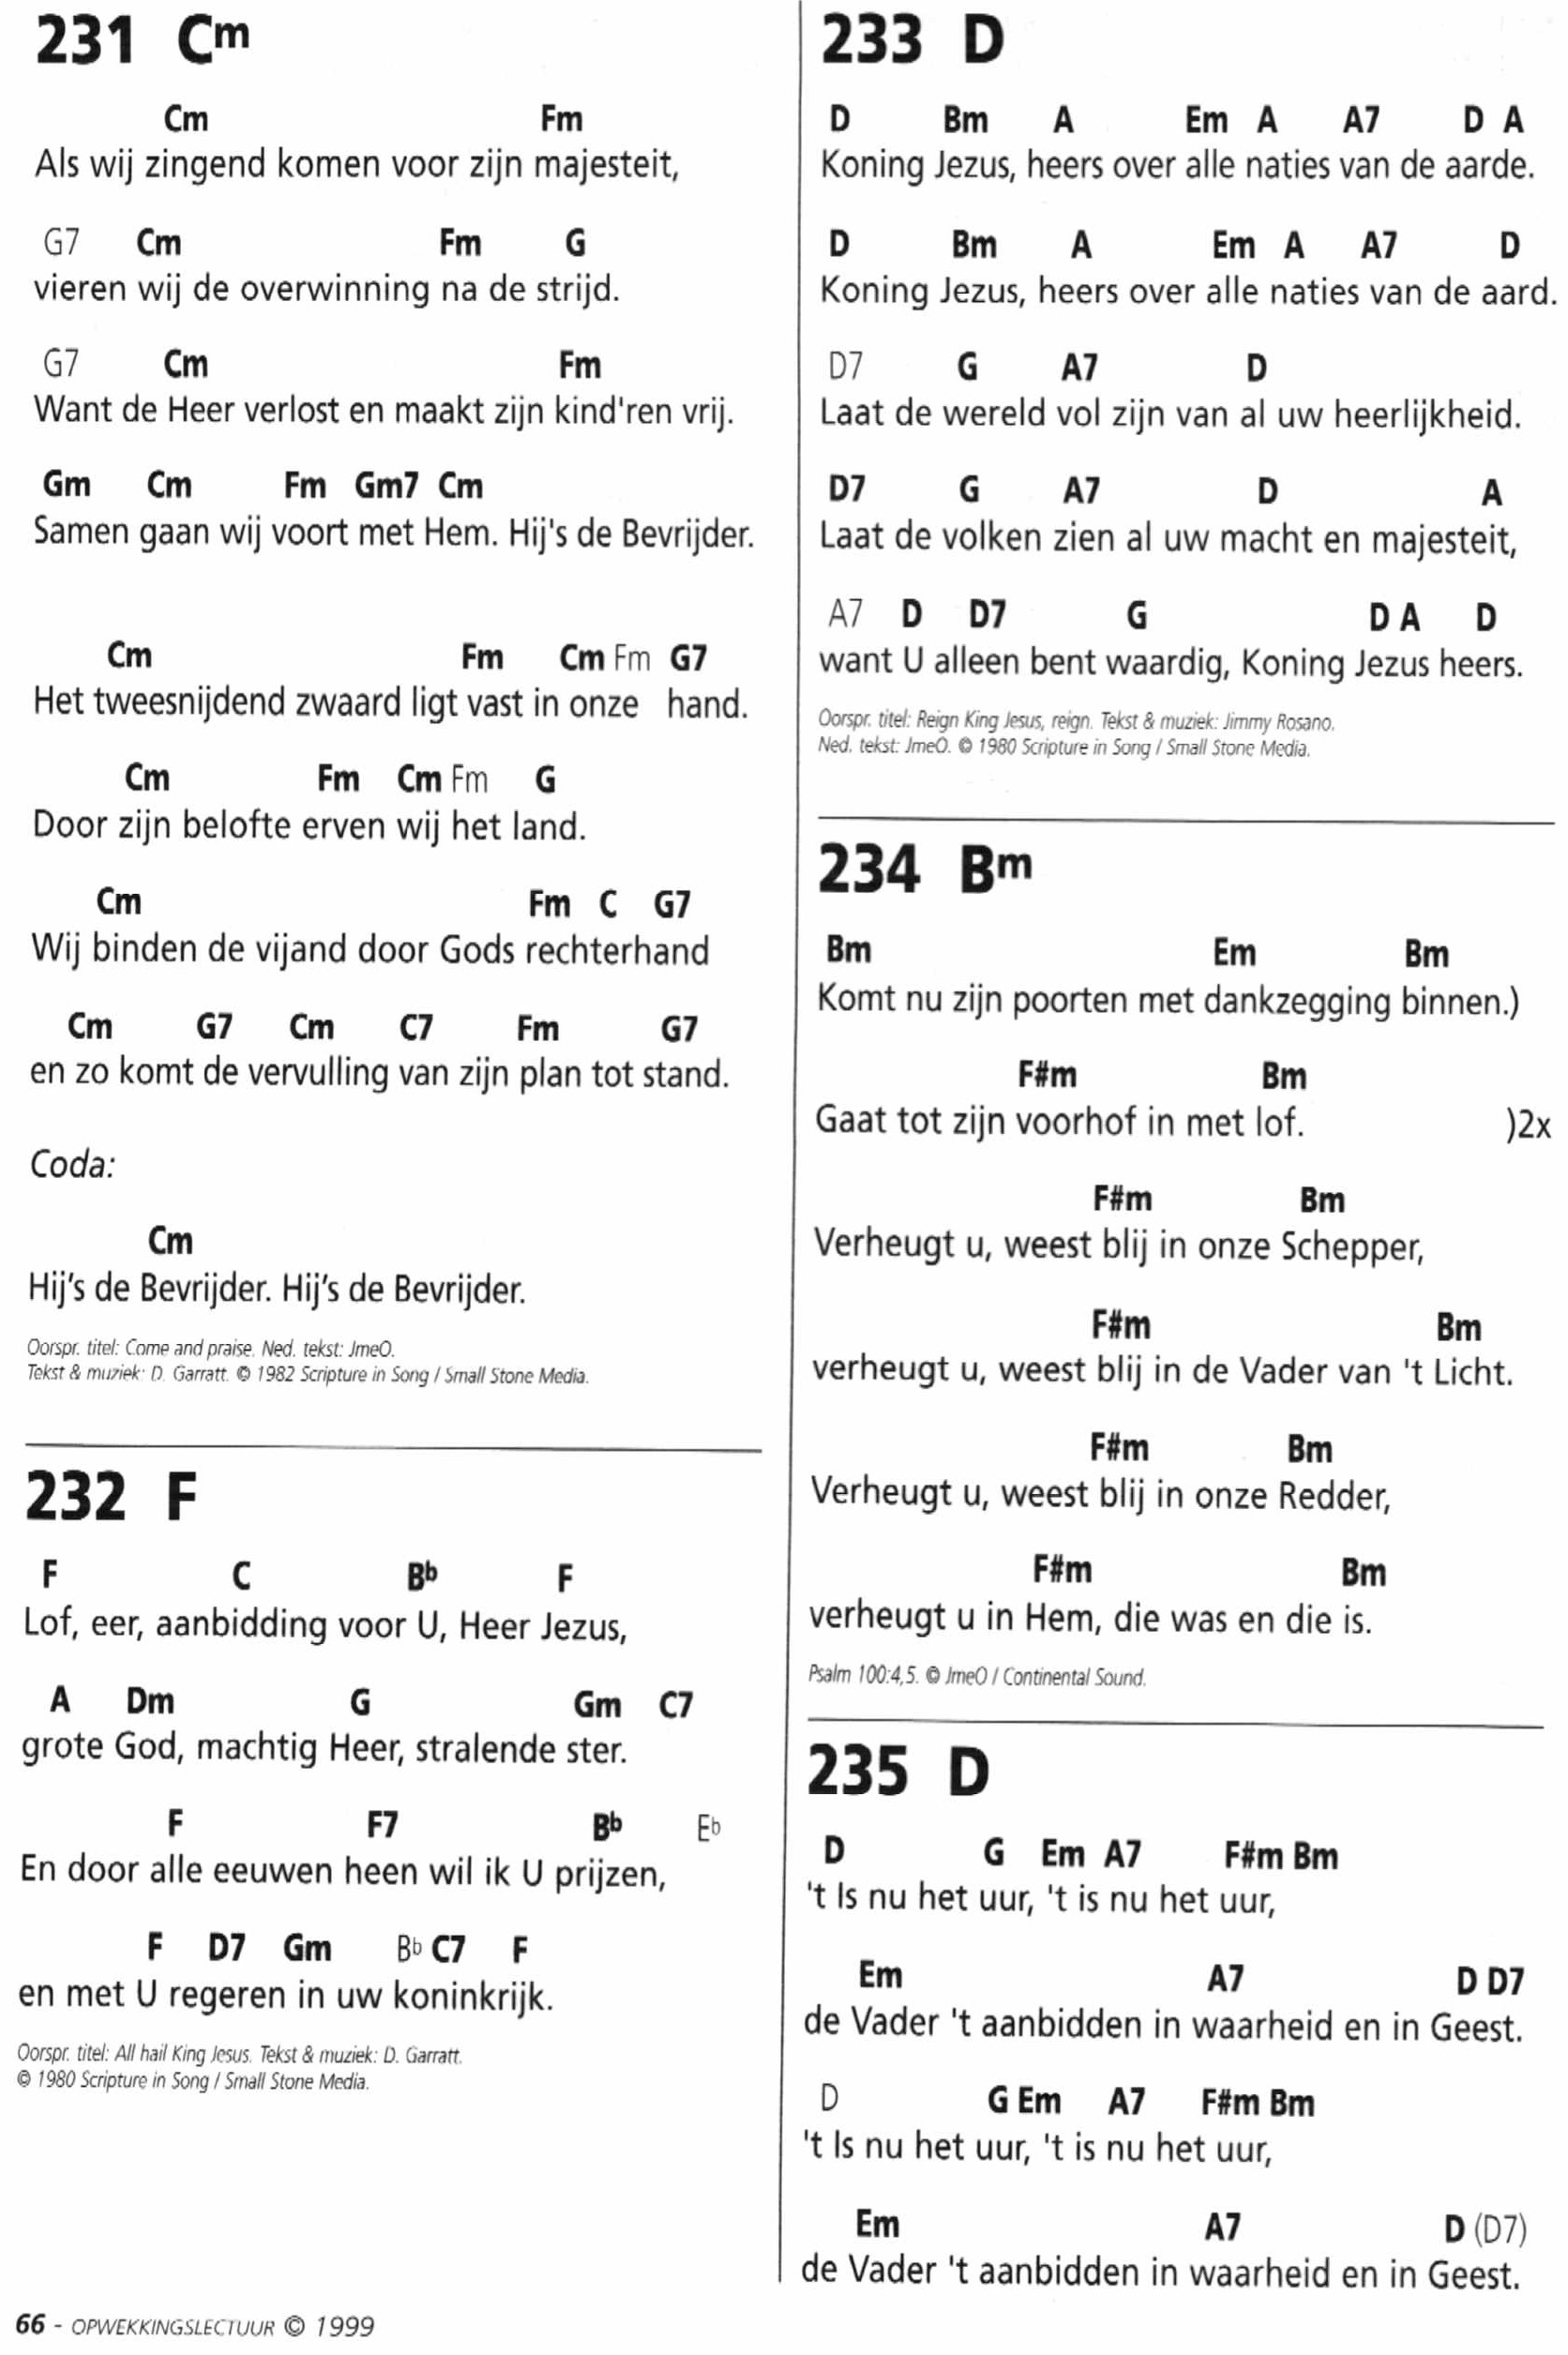 231 Cm
Cm Fm
Als wij zingend komen voor zijn majesteit,
G7 Cm Fm G
vieren wij de overwinning na de strijd.
G7 Cm Fm
Want de Heer verlost en maakt zijn kind'ren vrij.
Gm Cm Fm Gm7 Cm
Samen gaan wij voort met Hem. Hij's de Bevrijder.
Cm Fm Cm Fm G7
Het tweesnijdend zwaard ligt vast in onze hand.
Cm Fm Cm Fm G
Door zijn belofte erven wij het land.
Cm Fm C G7
Wij binden de vijand door Gods rechterhand
Cm G7 Cm C7 Fm G7
en zo komt de vervulling van zijn plan tot stand.
Coda:
Cm
Hij's de Bevrijder. Hij's de Bevrijder.
Oorspr. titel: Come and praise. Ned. tekst: JmeO.
Tekst & muziek: D. Garratt. © 1982 Scripture in Song / Small Stone Media.
232 F
F C Bb F
Lof, eer, aanbidding voor U, Heer Jezus,
A Dm G Gm C7
grote God, machtig Heer, stralende ster.
F F7 Bb Eb
En door alle eeuwen heen wil ik U prijzen,
F D7 Gm Bb C7 F
en met U regeren in uw koninkrijk.
Oorspr. titel: All hail King Jesus. Tekst & muziek: D. Garratt.
© 1980 Scripture in Song / Small Stone Media.
233 D
D Bm A Em A A7 D A
Koning Jezus, heers over alle naties van de aarde.
D Bm A Em A A7 D
Koning Jezus, heers over alle naties van de aard.
D7 G A7 D
Laat de wereld vol zijn van al uw heerlijkheid.
D7 G A7 D A
Laat de volken zien al uw macht en majesteit,
A7 D D7 G D A D
want U alleen bent waardig, Koning Jezus heers.
Oorspr. titel: Reign King Jesus, reign. Tekst & muziek: Jimmy Rosano.
Ned. tekst: JmeO. © 1980 Scripture in Song / Small Stone Media.
234 Bm
Bm Em Bm
Komt nu zijn poorten met dankzegging binnen.)
F#m Bm
Gaat tot zijn voorhof in met lof. )2x
F#m Bm
Verheugt u, weest blij in onze Schepper,
F#m Bm
verheugt u, weest blij in de Vader van 't Licht.
F#m Bm
Verheugt u, weest blij in onze Redder,
F#m Bm
verheugt u in Hem, die was en die is.
Psalm 100:4,5. © JmeO / Continental Sound.
235 D
D G Em A7 F#m Bm
't Is nu het uur, 't is nu het uur,
Em A7 D D7
de Vader 't aanbidden in waarheid en in Geest.
D G Em A7 F#m Bm
't Is nu het uur, 't is nu het uur,
Em A7 D (D7)
de Vader 't aanbidden in waarheid en in Geest.
66 - OPWEKKINGSLECTUUR © 1999